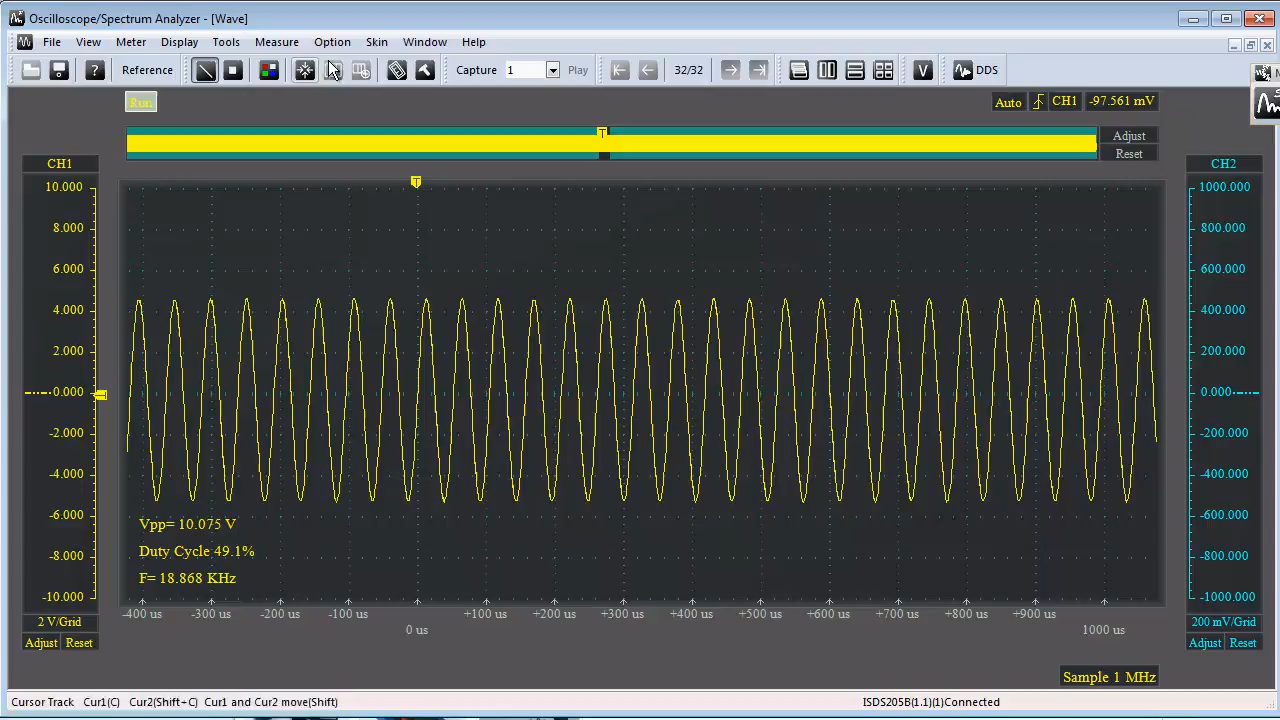 Oscilloscope/Spectrum Analyzer - [Wave]
File View Meter Display Tools Measure Option Skin Window Help
? Reference Capture 1 Play 32/32 V DDS
Run Auto CH1 -97.561 mV
T
Adjust
Reset
CH1
CH2
T
10.000
8.000
6.000
4.000
2.000
0.000
-2.000
-4.000
-6.000
-8.000
-10.000
1000.000
800.000
600.000
400.000
200.000
0.000
-200.000
-400.000
-600.000
-800.000
-1000.000
Vpp= 10.075 V
Duty Cycle 49.1%
F= 18.868 KHz
-400 us -300 us -200 us -100 us +100 us +200 us +300 us +400 us +500 us +600 us +700 us +800 us +900 us
0 us 1000 us
2 V/Grid
Adjust Reset
200 mV/Grid
Adjust Reset
Sample 1 MHz
Cursor Track Cur1(C) Cur2(Shift+C) Cur1 and Cur2 move(Shift) ISDS205B(1.1)(1)Connected